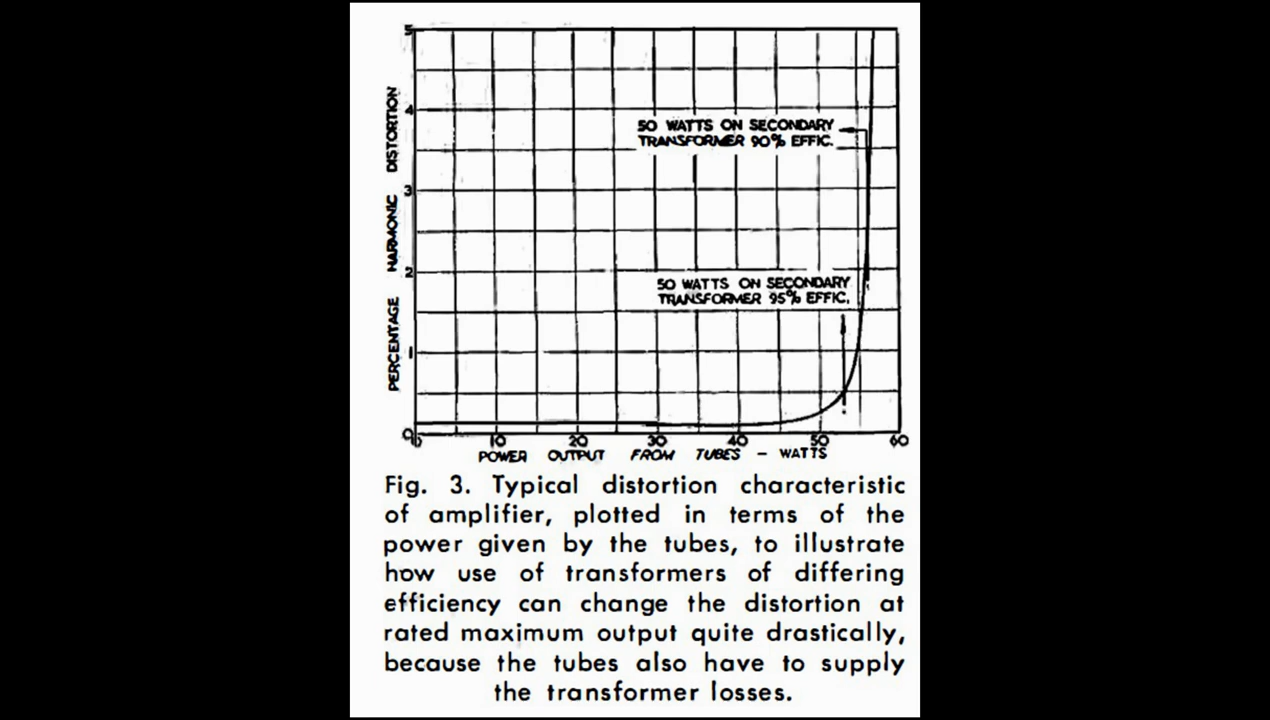 5
4
3
2
1
0
PERCENTAGE HARMONIC DISTORTION
50 WATTS ON SECONDARY
TRANSFORMER 90% EFFIC.
50 WATTS ON SECONDARY
TRANSFORMER 95% EFFIC.
0 10 20 30 40 50 60
POWER OUTPUT FROM TUBES - WATTS
Fig. 3. Typical distortion characteristic
of amplifier, plotted in terms of the
power given by the tubes, to illustrate
how use of transformers of differing
efficiency can change the distortion at
rated maximum output quite drastically,
because the tubes also have to supply
the transformer losses.